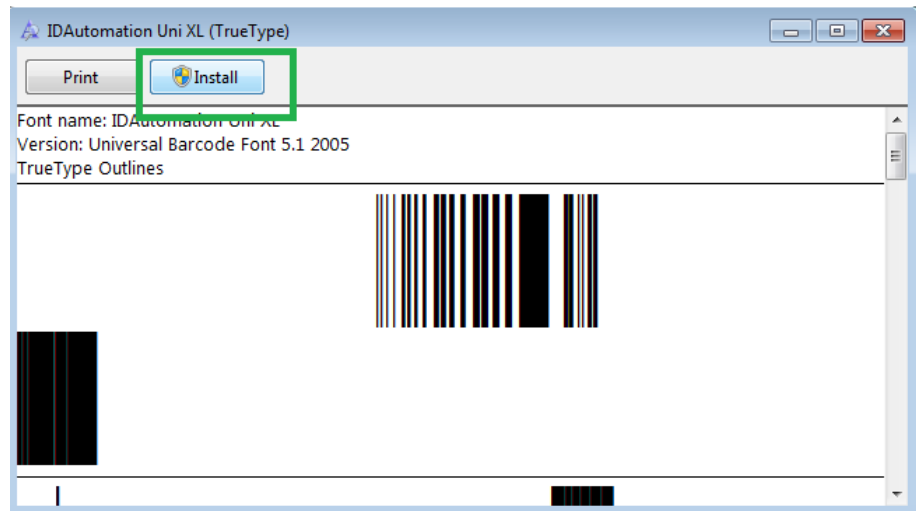 IDAutomation Uni XL (TrueType)
Print
Install
Font name: IDAutomation Uni XL
Version: Universal Barcode Font 5.1 2005
TrueType Outlines